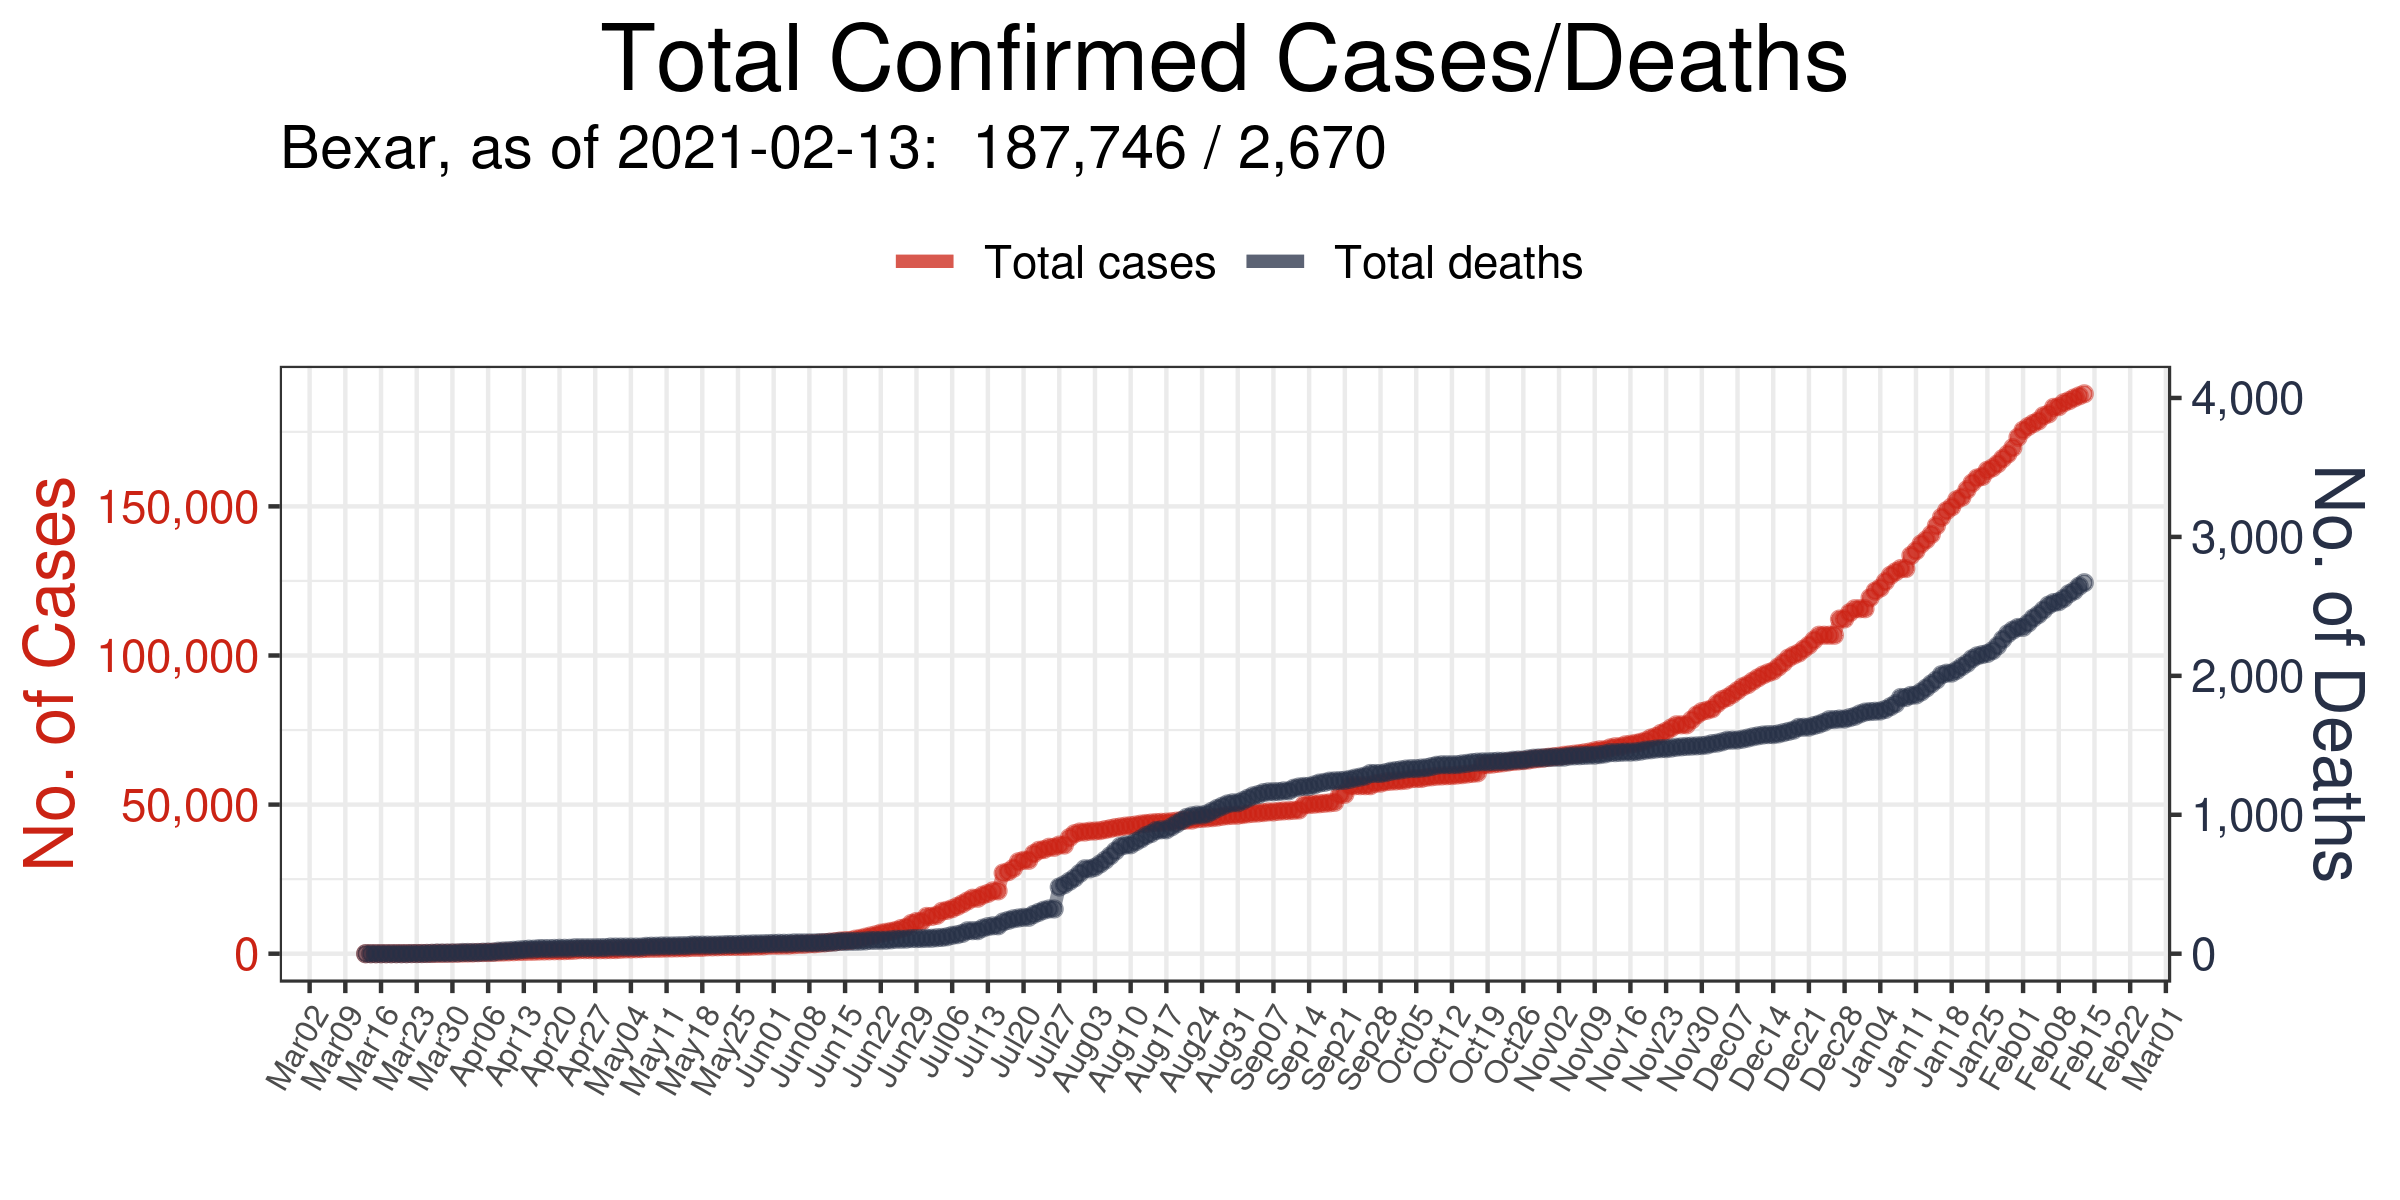 Total Confirmed Cases/Deaths
Bexar, as of 2021-02-13:  187,746 / 2,670
Total cases
Total deaths
No. of Cases
150,000
100,000
50,000
0
4,000
3,000
2,000
1,000
0
No. of Deaths
Mar02
Mar09
Mar16
Mar23
Mar30
Apr06
Apr13
Apr20
Apr27
May04
May11
May18
May25
Jun01
Jun08
Jun15
Jun22
Jun29
Jul06
Jul13
Jul20
Jul27
Aug03
Aug10
Aug17
Aug24
Aug31
Sep07
Sep14
Sep21
Sep28
Oct05
Oct12
Oct19
Oct26
Nov02
Nov09
Nov16
Nov23
Nov30
Dec07
Dec14
Dec21
Dec28
Jan04
Jan11
Jan18
Jan25
Feb01
Feb08
Feb15
Feb22
Mar01